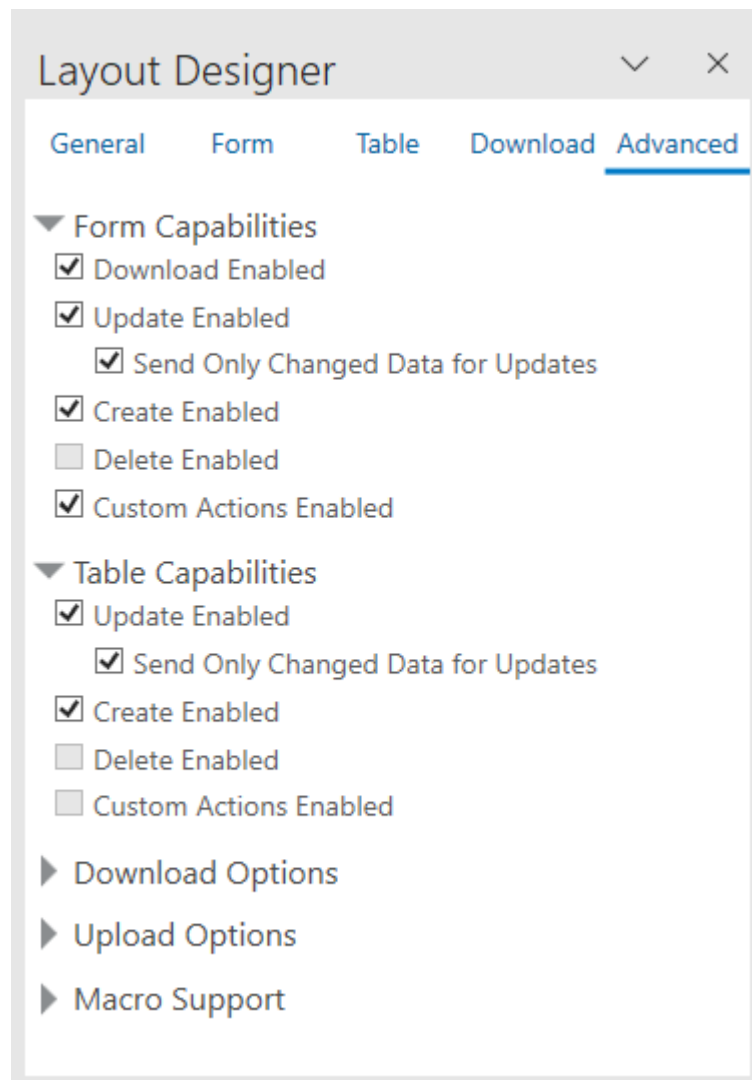 Layout Designer
General Form Table Download Advanced
Form Capabilities
Download Enabled
Update Enabled
Send Only Changed Data for Updates
Create Enabled
Delete Enabled
Custom Actions Enabled
Table Capabilities
Update Enabled
Send Only Changed Data for Updates
Create Enabled
Delete Enabled
Custom Actions Enabled
Download Options
Upload Options
Macro Support